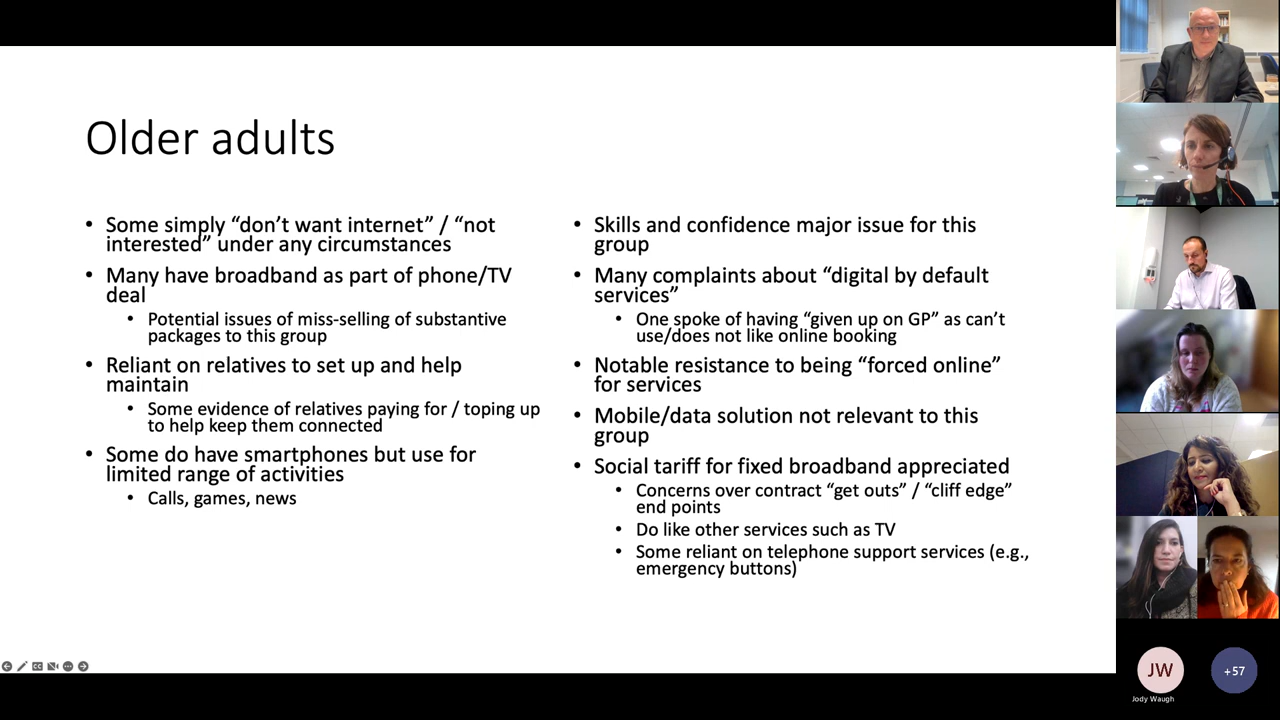 Older adults
• Some simply “don’t want internet” / “not
interested” under any circumstances
• Many have broadband as part of phone/TV
deal
• Potential issues of miss-selling of substantive
packages to this group
• Reliant on relatives to set up and help
maintain
• Some evidence of relatives paying for / toping up
to help keep them connected
• Some do have smartphones but use for
limited range of activities
• Calls, games, news
• Skills and confidence major issue for this
group
• Many complaints about “digital by default
services”
• One spoke of having “given up on GP” as can’t
use/does not like online booking
• Notable resistance to being “forced online”
for services
• Mobile/data solution not relevant to this
group
• Social tariff for fixed broadband appreciated
• Concerns over contract “get outs” / “cliff edge”
end points
• Do like other services such as TV
• Some reliant on telephone support services (e.g.,
emergency buttons)
JW
Jody Waugh
+57